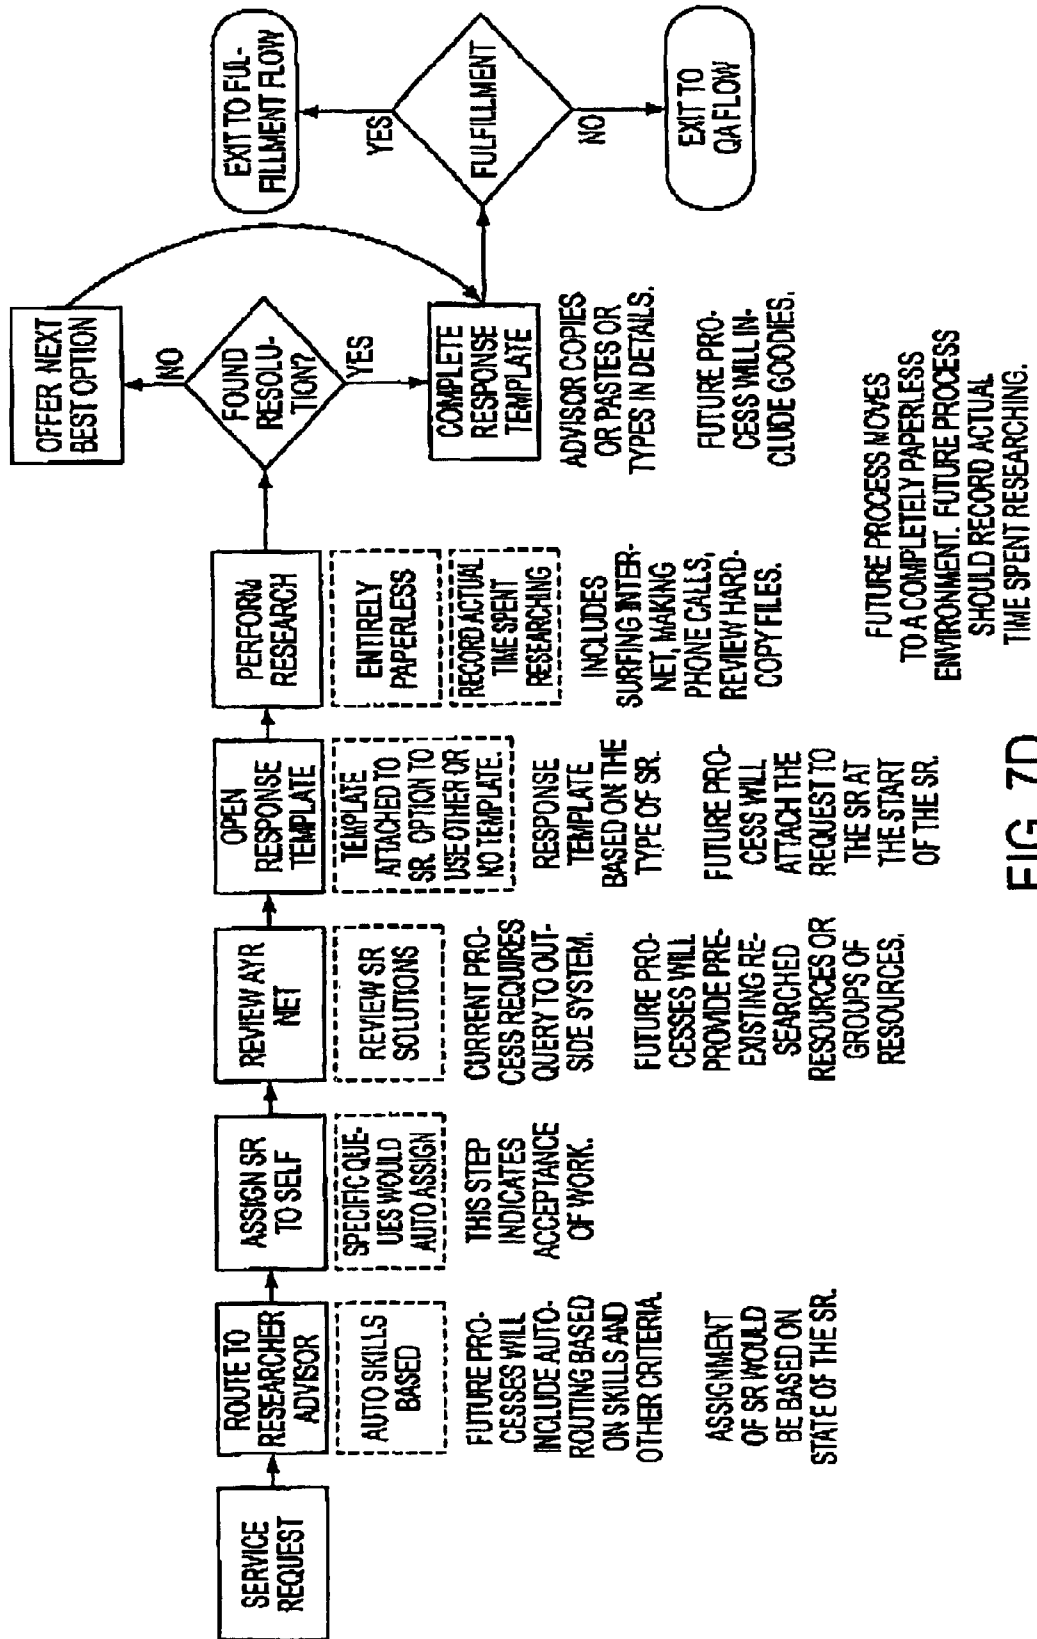 SERVICE
REQUEST
ROUTE TO
RESEARCHER
ADVISOR
AUTO SKILLS
BASED
FUTURE PRO-
CESSES WILL
INCLUDE AUTO-
ROUTING BASED
ON SKILLS AND
OTHER CRITERIA.
ASSIGNMENT
OF SR WOULD
BE BASED ON
STATE OF THE SR.
ASSIGN SR
TO SELF
SPECIFIC QUE-
UES WOULD
AUTO ASSIGN
THIS STEP
INDICATES
ACCEPTANCE
OF WORK.
REVIEW AYR
NET
REVIEW SR
SOLUTIONS
CURRENT PRO-
CESS REQUIRES
QUERY TO OUT-
SIDE SYSTEM.
FUTURE PRO-
CESSES WILL
PROVIDE PRE-
EXISTING RE-
SEARCHED
RESOURCES OR
GROUPS OF
RESOURCES.
OPEN
RESPONSE
TEMPLATE
TEMPLATE
ATTACHED TO
SR. OPTION TO
USE OTHER OR
NO TEMPLATE.
RESPONSE
TEMPLATE
BASED ON THE
TYPE OF SR.
FUTURE PRO-
CESS WILL
ATTACH THE
REQUEST TO
THE SR AT
THE START
OF THE SR.
PERFORM
RESEARCH
ENTIRELY
PAPERLESS
RECORD ACTUAL
TIME SPENT
RESEARCHING
INCLUDES
SURFING INTER-
NET, MAKING
PHONE CALLS,
REVIEW HARD-
COPY FILES.
OFFER NEXT
BEST OPTION
NO
FOUND
RESOLU-
TION?
YES
COMPLETE
RESPONSE
TEMPLATE
ADVISOR COPIES
OR PASTES OR
TYPES IN DETAILS.
FUTURE PRO-
CESS WILL IN-
CLUDE GOODIES.
EXIT TO FUL-
FILLMENT FLOW
YES
FULFILLMENT
NO
EXIT TO
QA FLOW
FUTURE PROCESS MOVES
TO A COMPLETELY PAPERLESS
ENVIRONMENT. FUTURE PROCESS
SHOULD RECORD ACTUAL
TIME SPENT RESEARCHING.
FIG. 7D